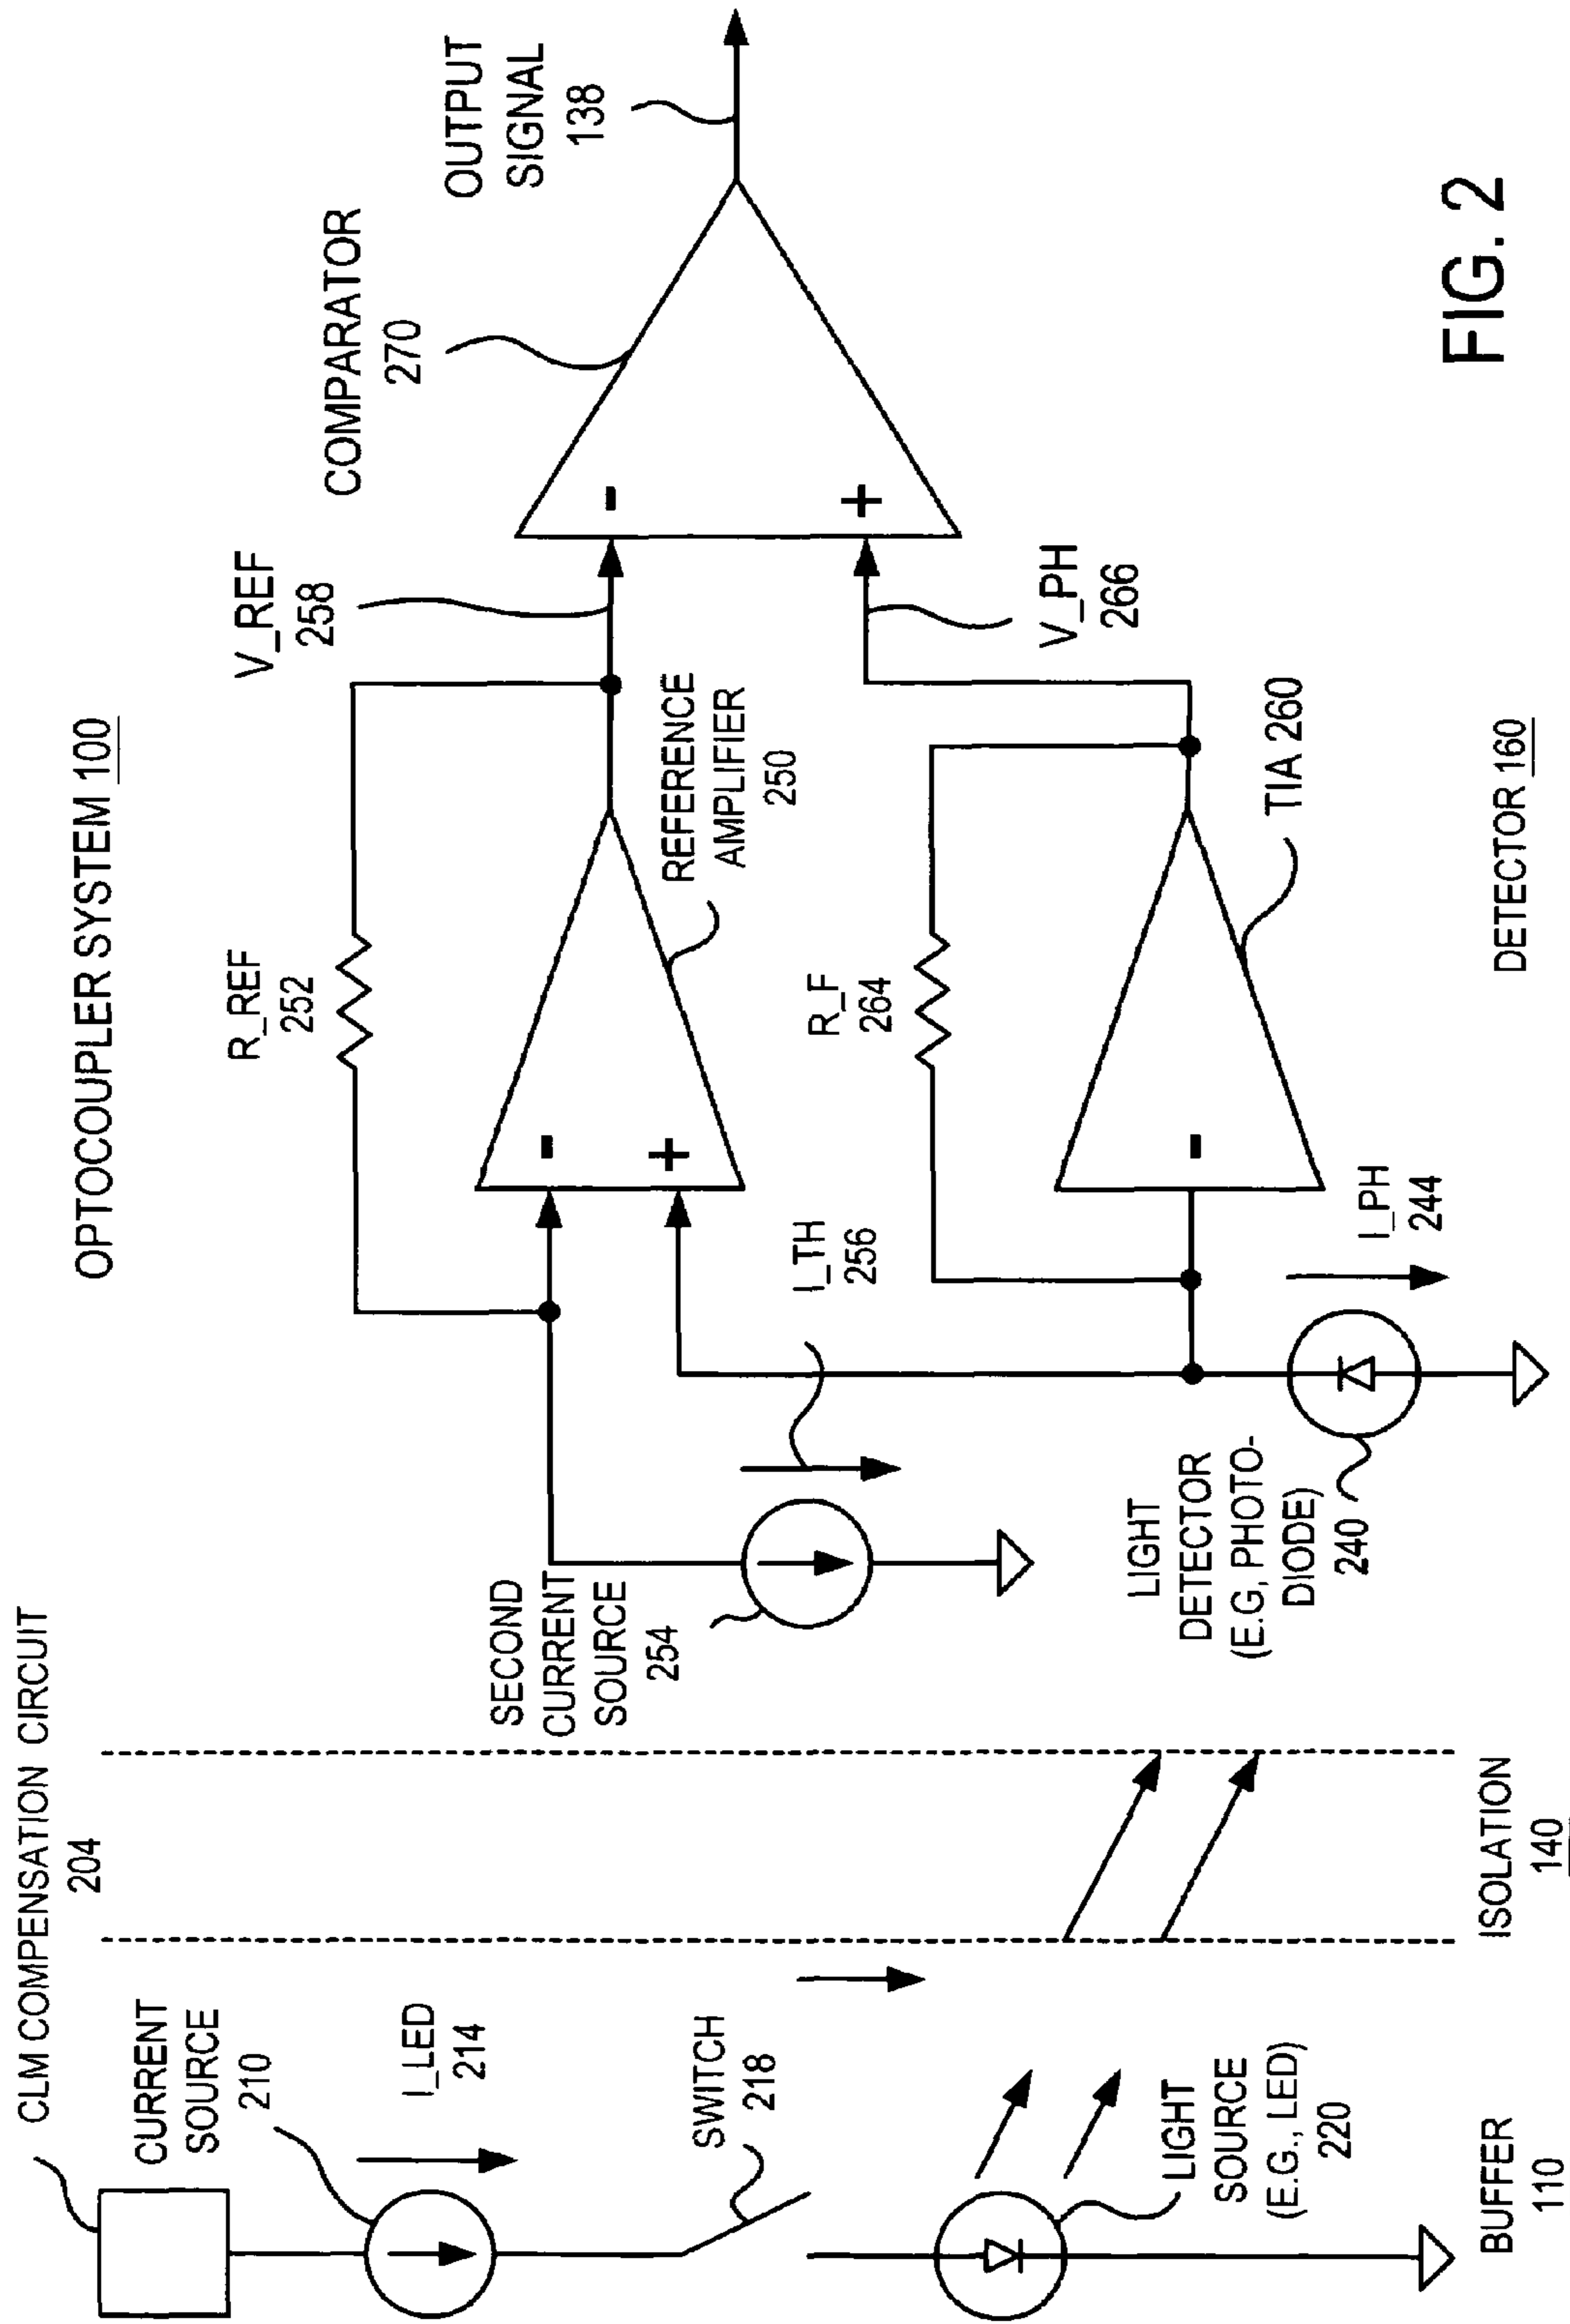 OPTOCOUPLER SYSTEM 100
CLM COMPENSATION CIRCUIT
204
CURRENT
SOURCE
210
I_LED
214
SWITCH
218
LIGHT
SOURCE
(E.G., LED)
220
BUFFER
110
ISOLATION
140
SECOND
CURRENT
SOURCE
254
I_TH
256
LIGHT
DETECTOR
(E.G, PHOTO-
DIODE)
240
I_PH
244
R_REF
252
-
+
REFERENCE
AMPLIFIER
250
R_F
264
-
TIA 260
DETECTOR 160
V_REF
258
V_PH
266
COMPARATOR
270
-
+
OUTPUT
SIGNAL
138
FIG. 2